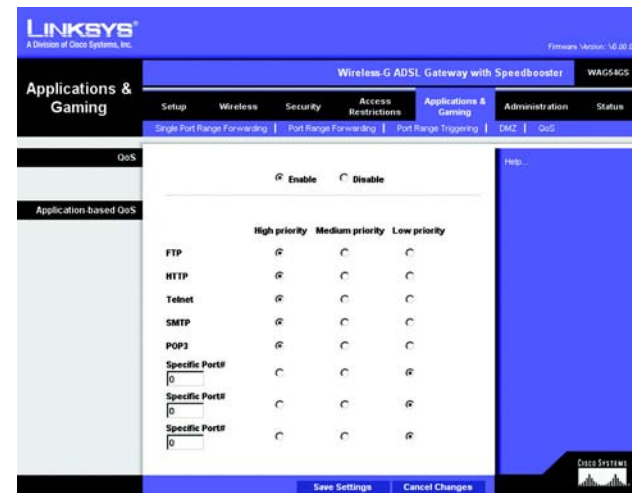 LINKSYS®
A Division of Cisco Systems, Inc.
Firmware Version: V0.00.0
Applications & Gaming
Wireless-G ADSL Gateway with Speedbooster WAG54GS
Setup Wireless Security Access Restrictions Applications & Gaming Administration Status
Single Port Range Forwarding | Port Range Forwarding | Port Range Triggering | DMZ | QoS
QoS
Help...
Enable Disable
Application-based QoS
High priority Medium priority Low priority
FTP
HTTP
Telnet
SMTP
POP3
Specific Port#
0
Specific Port#
0
Specific Port#
0
CISCO SYSTEMS
Save Settings Cancel Changes